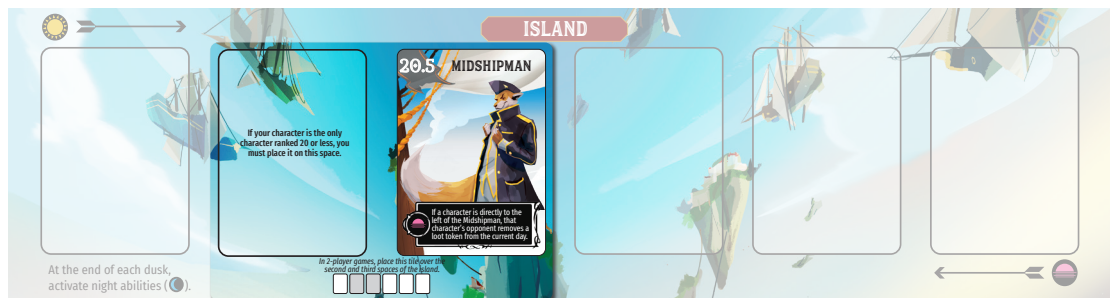 ISLAND
20.5 MIDSHIPMAN
If your character is the only
character ranked 20 or less, you
must place it on this space.
If a character is directly to the
left of the Midshipman, that
character's opponent removes a
loot token from the current day.
In 2-player games, place this tile over the
second and third spaces of the island.
At the end of each dusk,
activate night abilities ( ).